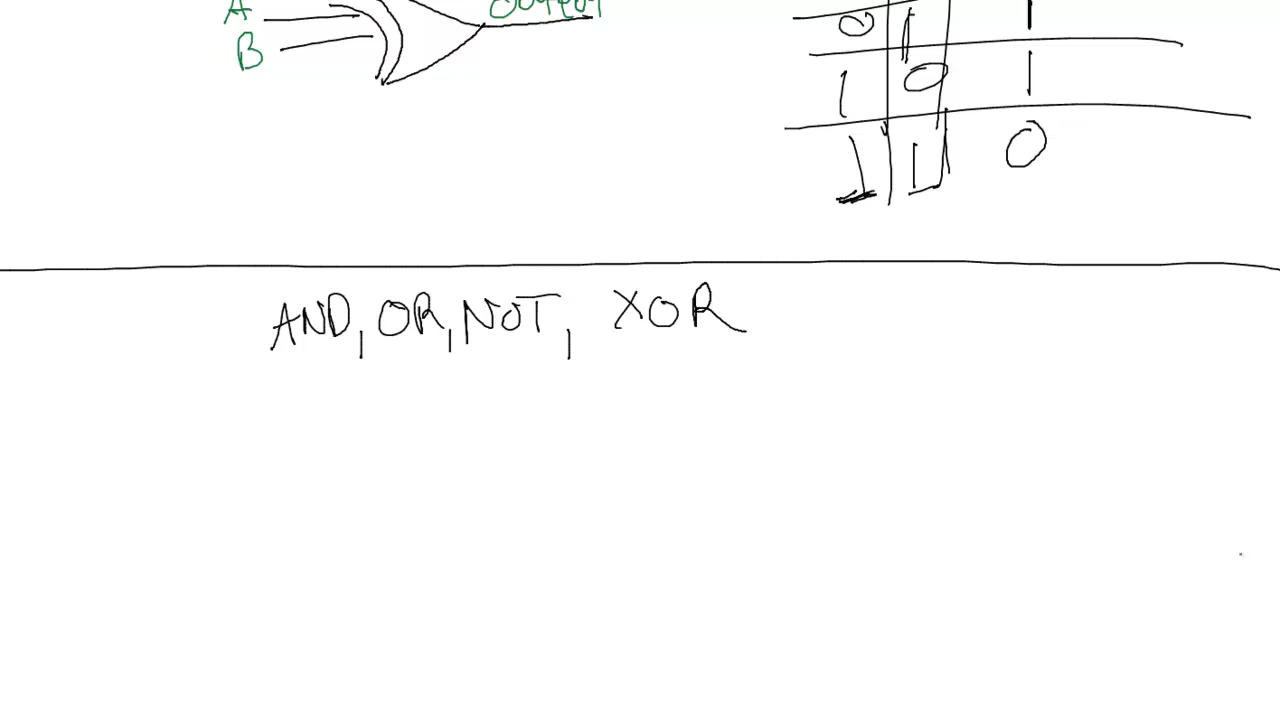 A
Output
B
0 1 1
1 0 1
1 1 0
AND, OR, NOT, XOR